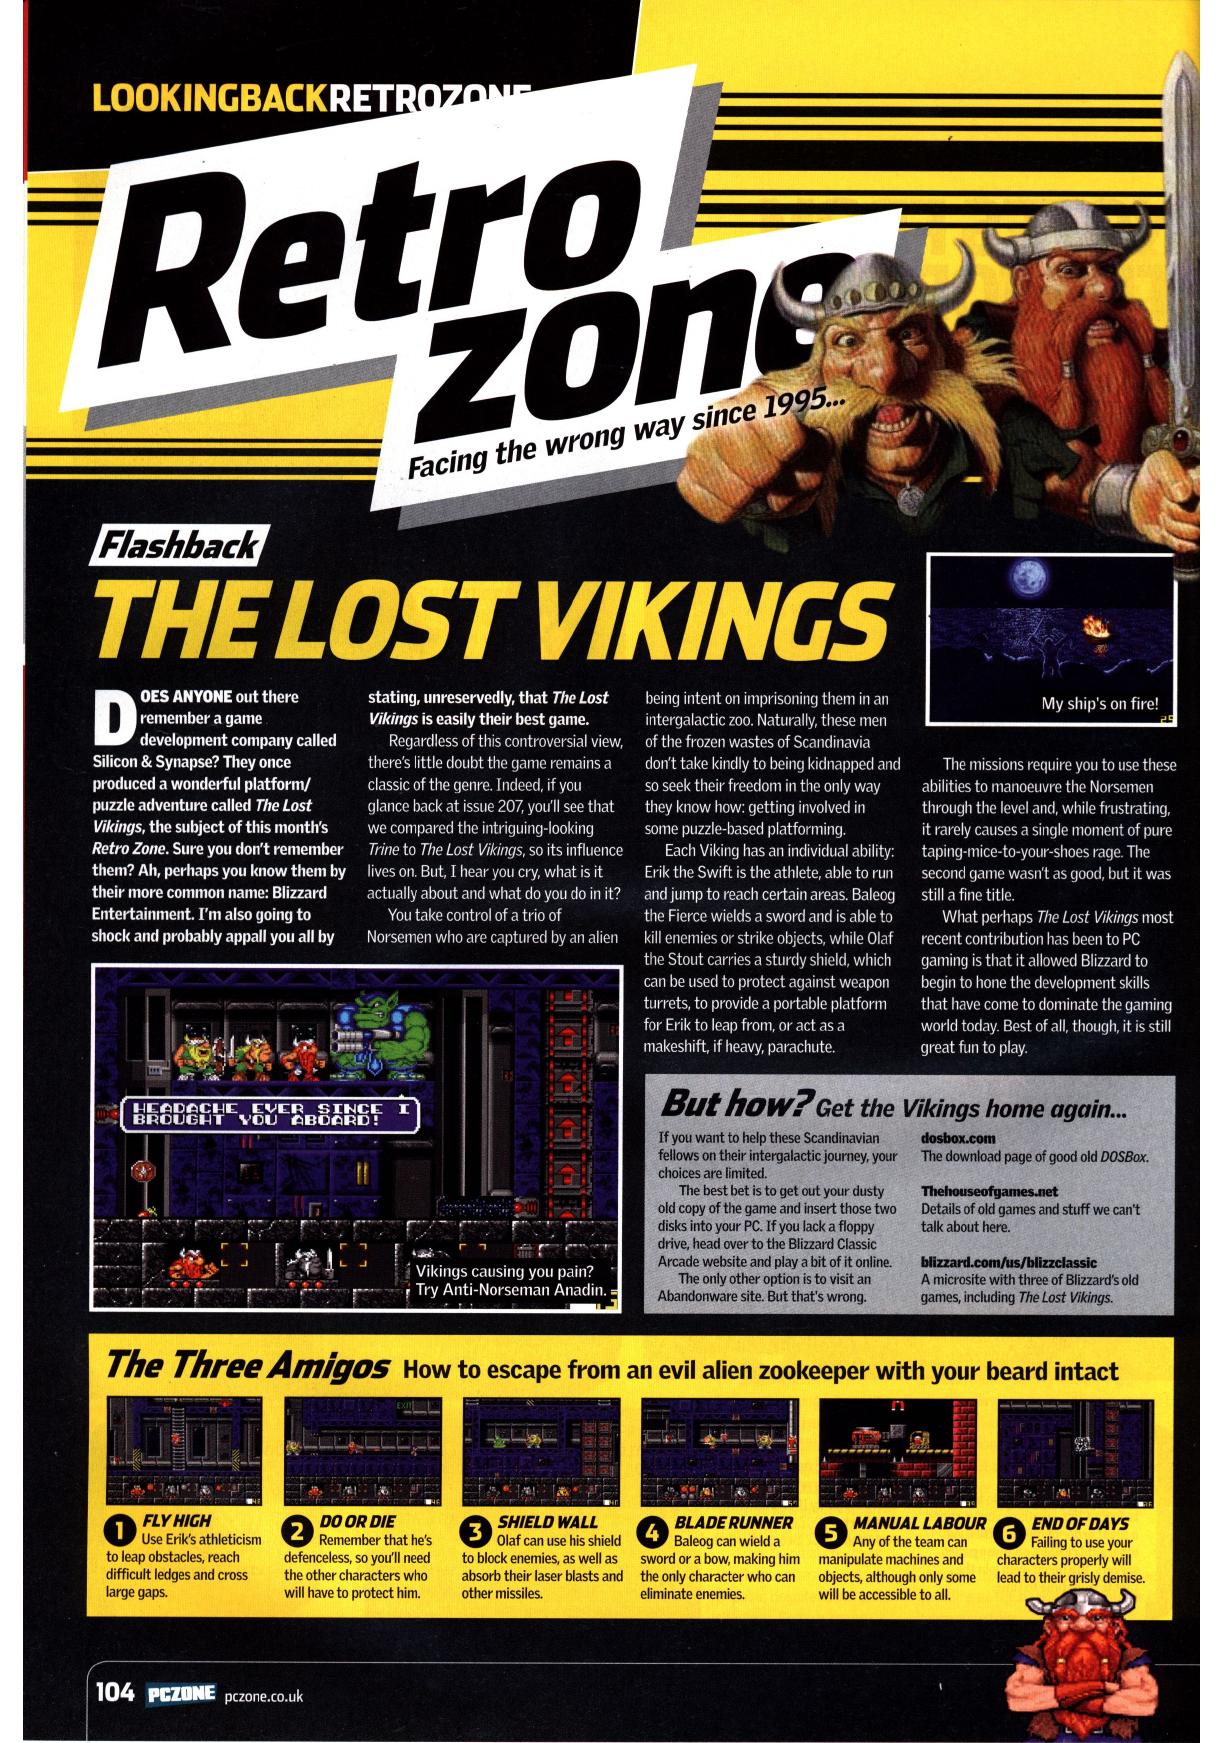 LOOKINGBACKRETROZONE
Retro
zone
Facing the wrong way since 1995...
Flashback
THE LOST VIKINGS
My ship's on fire!
DOES ANYONE out there
remember a game
development company called
Silicon & Synapse? They once
produced a wonderful platform/
puzzle adventure called The Lost
Vikings, the subject of this month's
Retro Zone. Sure you don't remember
them? Ah, perhaps you know them by
their more common name: Blizzard
Entertainment. I'm also going to
shock and probably appall you all by
stating, unreservedly, that The Lost
Vikings is easily their best game.
Regardless of this controversial view,
there's little doubt the game remains a
classic of the genre. Indeed, if you
glance back at issue 207, you'll see that
we compared the intriguing-looking
Trine to The Lost Vikings, so its influence
lives on. But, I hear you cry, what is it
actually about and what do you do in it?
You take control of a trio of
Norsemen who are captured by an alien
being intent on imprisoning them in an
intergalactic zoo. Naturally, these men
of the frozen wastes of Scandinavia
don't take kindly to being kidnapped and
so seek their freedom in the only way
they know how: getting involved in
some puzzle-based platforming.
Each Viking has an individual ability:
Erik the Swift is the athlete, able to run
and jump to reach certain areas. Baleog
the Fierce wields a sword and is able to
kill enemies or strike objects, while Olaf
the Stout carries a sturdy shield, which
can be used to protect against weapon
turrets, to provide a portable platform
for Erik to leap from, or act as a
makeshift, if heavy, parachute.
The missions require you to use these
abilities to manoeuvre the Norsemen
through the level and, while frustrating,
it rarely causes a single moment of pure
taping-mice-to-your-shoes rage. The
second game wasn't as good, but it was
still a fine title.
What perhaps The Lost Vikings most
recent contribution has been to PC
gaming is that it allowed Blizzard to
begin to hone the development skills
that have come to dominate the gaming
world today. Best of all, though, it is still
great fun to play.
HEADACHE EVER SINCE I
BROUGHT YOU ABOARD!
Vikings causing you pain?
Try Anti-Norseman Anadin.
But how? Get the Vikings home again...
If you want to help these Scandinavian
fellows on their intergalactic journey, your
choices are limited.
The best bet is to get out your dusty
old copy of the game and insert those two
disks into your PC. If you lack a floppy
drive, head over to the Blizzard Classic
Arcade website and play a bit of it online.
The only other option is to visit an
Abandonware site. But that's wrong.
dosbox.com
The download page of good old DOSBox.
Thehouseofgames.net
Details of old games and stuff we can't
talk about here.
blizzard.com/us/blizzclassic
A microsite with three of Blizzard's old
games, including The Lost Vikings.
The Three Amigos How to escape from an evil alien zookeeper with your beard intact
EXIT
1 FLY HIGH
Use Erik's athleticism
to leap obstacles, reach
difficult ledges and cross
large gaps.
2 DO OR DIE
Remember that he's
defenceless, so you'll need
the other characters who
will have to protect him.
3 SHIELD WALL
Olaf can use his shield
to block enemies, as well as
absorb their laser blasts and
other missiles.
4 BLADE RUNNER
Baleog can wield a
sword or a bow, making him
the only character who can
eliminate enemies.
5 MANUAL LABOUR
Any of the team can
manipulate machines and
objects, although only some
will be accessible to all.
6 END OF DAYS
Failing to use your
characters properly will
lead to their grisly demise.
104 PCZONE pczone.co.uk